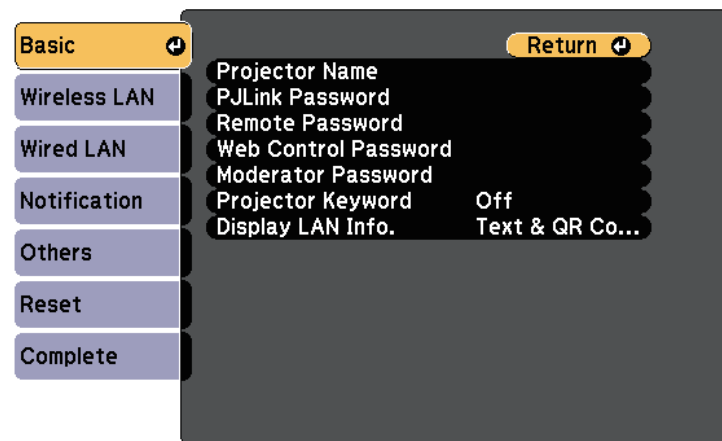 Basic
Wireless LAN
Wired LAN
Notification
Others
Reset
Complete
Return
Projector Name
PJLink Password
Remote Password
Web Control Password
Moderator Password
Projector Keyword Off
Display LAN Info. Text & QR Co...